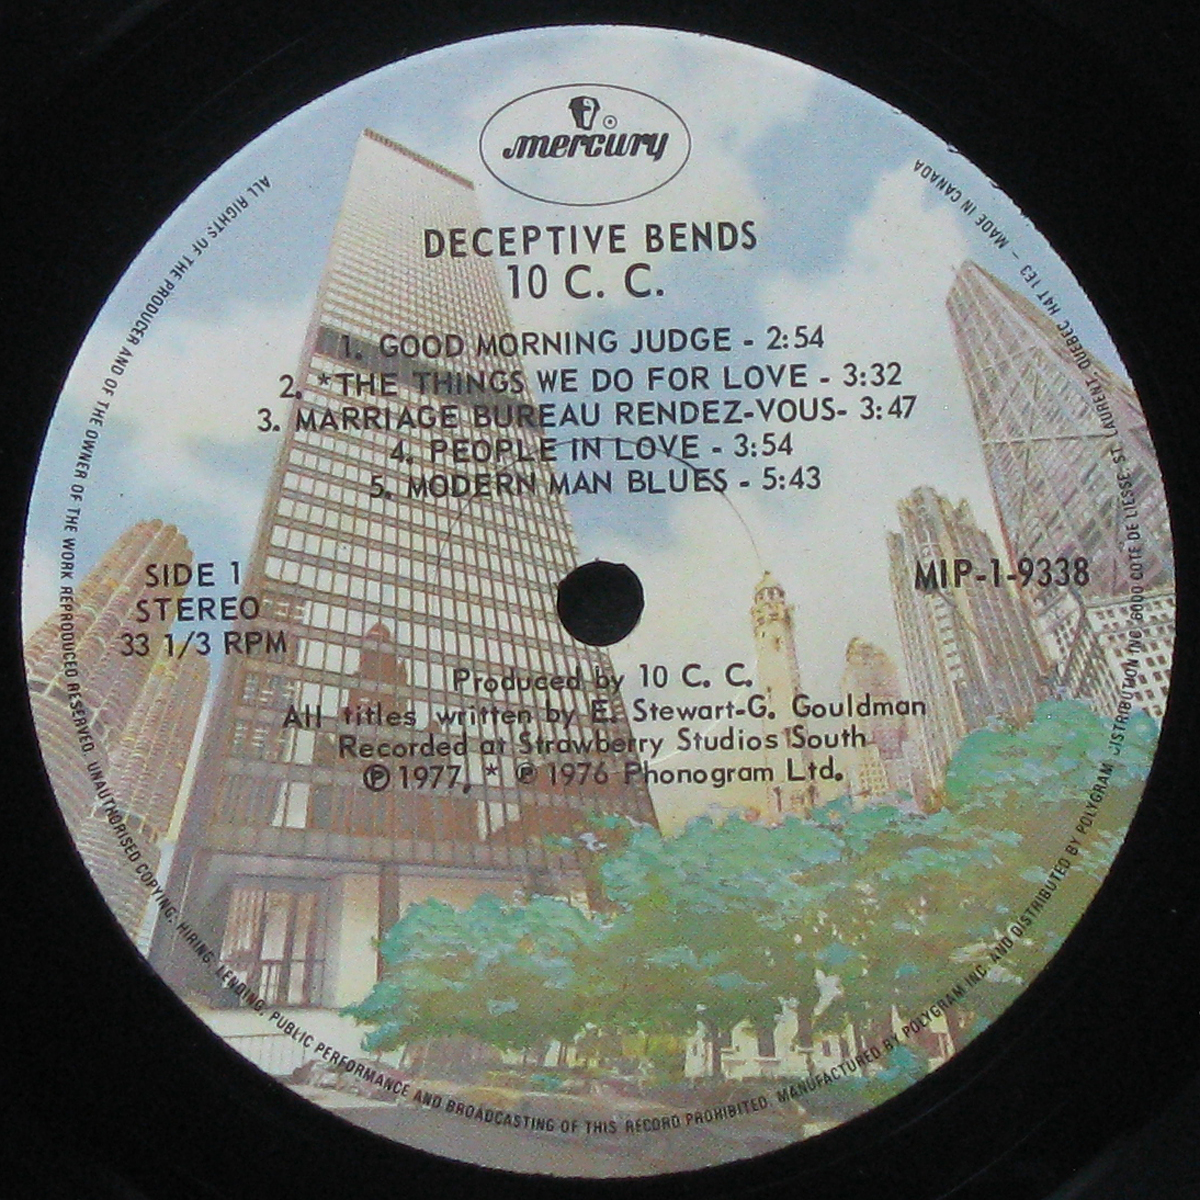 mercury
DECEPTIVE BENDS
10 C. C.
1. GOOD MORNING JUDGE - 2:54
2. *THE THINGS WE DO FOR LOVE - 3:32
3. MARRIAGE BUREAU RENDEZ-VOUS- 3:47
4. PEOPLE IN LOVE - 3:54
5. MODERN MAN BLUES - 5:43
SIDE 1
STEREO
33 1/3 RPM
MIP-1-9338
Produced by 10 C. C.
All titles written by E. Stewart-G. Gouldman
Recorded at Strawberry Studios South
℗ 1977, * ℗ 1976 Phonogram Ltd.
ALL RIGHTS OF THE PRODUCER AND OF THE OWNER OF THE WORK REPRODUCED RESERVED. UNAUTHORISED COPYING, HIRING, LENDING, PUBLIC PERFORMANCE AND BROADCASTING OF THIS RECORD PROHIBITED. MANUFACTURED BY POLYGRAM INC. AND DISTRIBUTED BY POLYGRAM DISTRIBUTION INC. 6000 COTE DE LIESSE, ST. LAURENT, QUEBEC H4T 1E3 – MADE IN CANADA